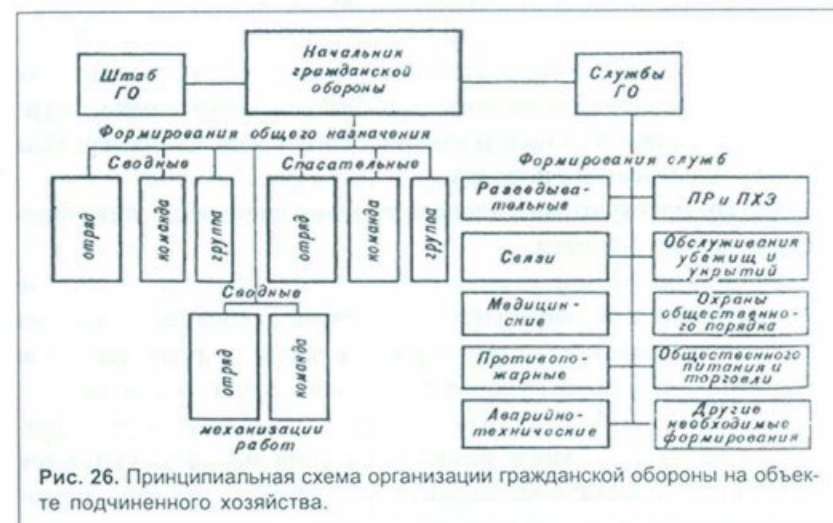 Начальник
гражданской
обороны
Штаб
ГО
Службы
ГО
Формирования общего назначения
Сводные
Спасательные
отряд
команда
группа
отряд
команда
группа
Сводные
отряд
команда
механизации
работ
Формирования служб
Разведыва-
тельные
ПР и ПХЗ
Связи
Обслуживания
убежищ и
укрытий
Медицин-
ские
Охраны
общественно-
го порядка
Противопо-
жарные
Общественного
питания и
торговли
Аварийно-
технические
Другие
необходимые
формирования
Рис. 26. Принципиальная схема организации гражданской обороны на объек-
те подчиненного хозяйства.